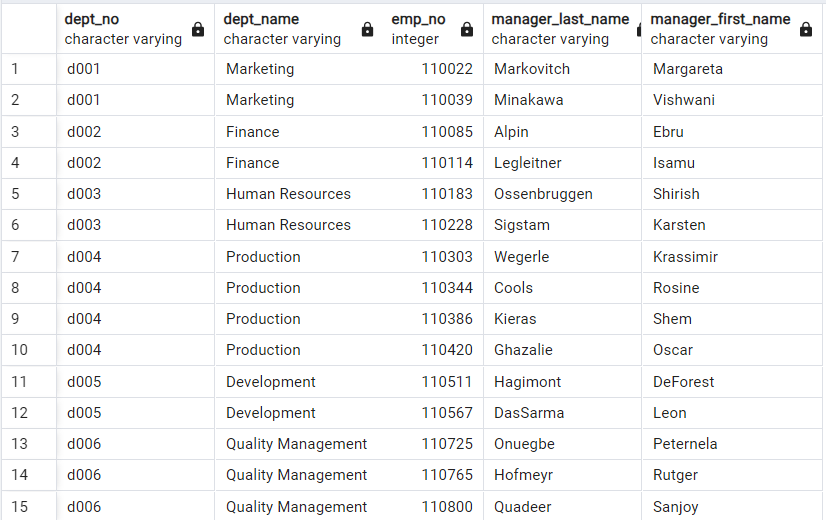 dept_no dept_name emp_no manager_last_name manager_first_name
character varying character varying integer character varying character varying
1 d001 Marketing 110022 Markovitch Margareta
2 d001 Marketing 110039 Minakawa Vishwani
3 d002 Finance 110085 Alpin Ebru
4 d002 Finance 110114 Legleitner Isamu
5 d003 Human Resources 110183 Ossenbruggen Shirish
6 d003 Human Resources 110228 Sigstam Karsten
7 d004 Production 110303 Wegerle Krassimir
8 d004 Production 110344 Cools Rosine
9 d004 Production 110386 Kieras Shem
10 d004 Production 110420 Ghazalie Oscar
11 d005 Development 110511 Hagimont DeForest
12 d005 Development 110567 DasSarma Leon
13 d006 Quality Management 110725 Onuegbe Peternela
14 d006 Quality Management 110765 Hofmeyr Rutger
15 d006 Quality Management 110800 Quadeer Sanjoy